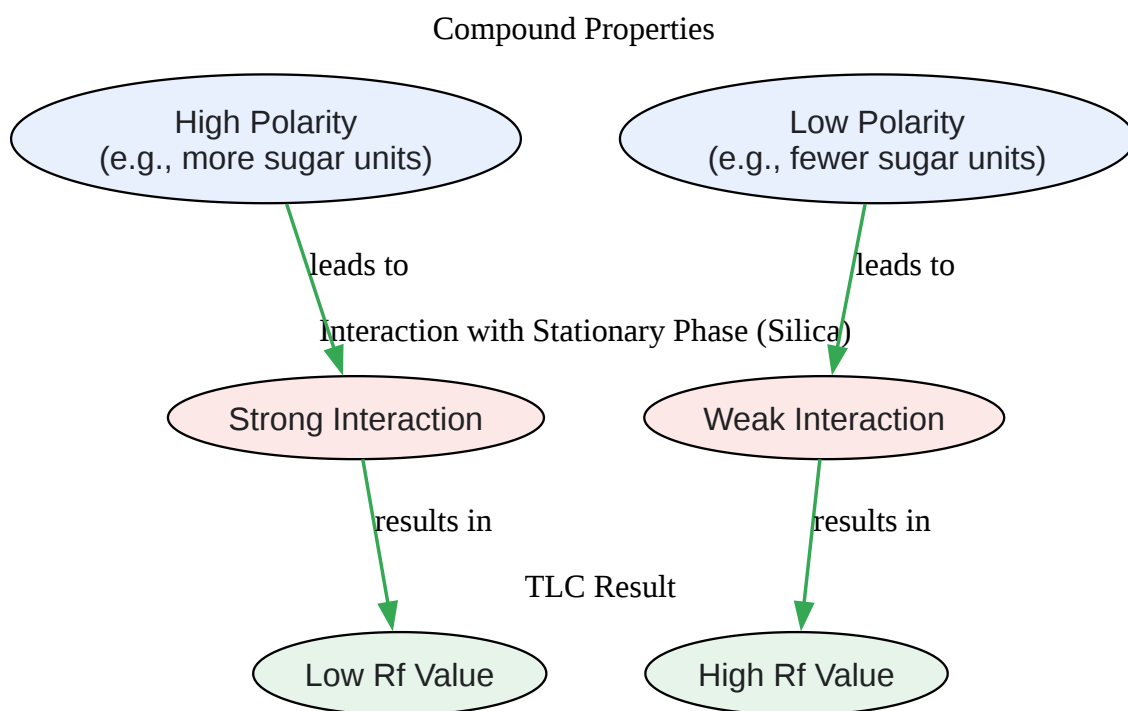 Compound Properties
High Polarity
(e.g., more sugar units)
Low Polarity
(e.g., fewer sugar units)
leads to
leads to
Interaction with Stationary Phase (Silica)
Strong Interaction
Weak Interaction
results in
results in
TLC Result
Low Rf Value
High Rf Value